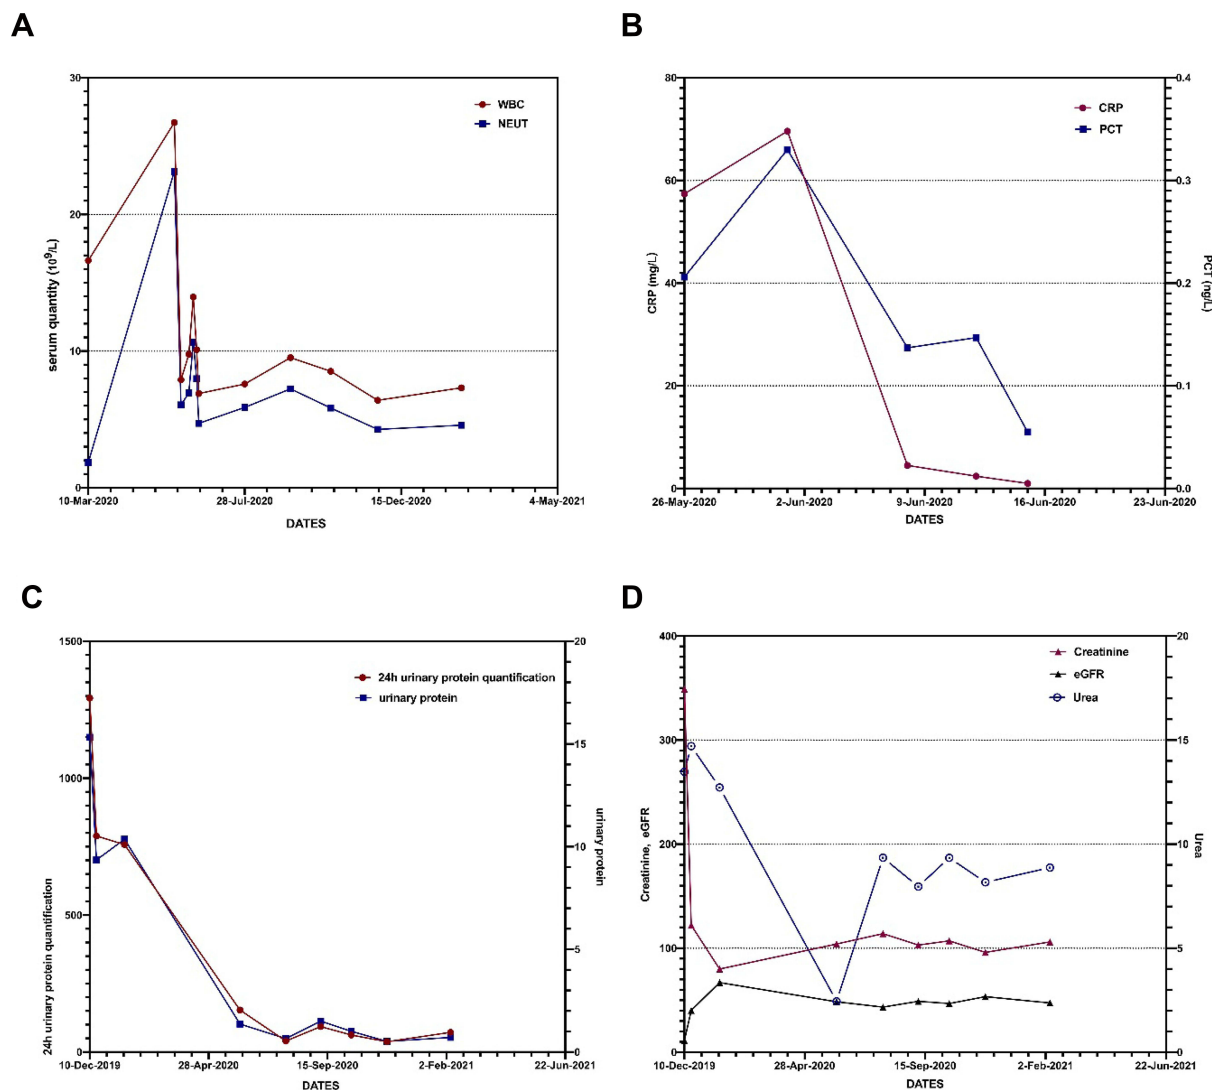 A
30
20
10
0
serum quantity (10⁹/L)
WBC
NEUT
10-Mar-2020 28-Jul-2020 15-Dec-2020 4-May-2021
DATES
B
80
60
40
20
0
CRP (mg/L)
CRP
PCT
0.4
0.3
0.2
0.1
0.0
PCT (ng/L)
26-May-2020 2-Jun-2020 9-Jun-2020 16-Jun-2020 23-Jun-2020
DATES
C
1500
1000
500
0
24h urinary protein quantification
24h urinary protein quantification
urinary protein
20
15
10
5
0
urinary protein
10-Dec-2019 28-Apr-2020 15-Sep-2020 2-Feb-2021 22-Jun-2021
DATES
D
400
300
200
100
0
Creatinine, eGFR
Creatinine
eGFR
Urea
20
15
10
5
0
Urea
10-Dec-2019 28-Apr-2020 15-Sep-2020 2-Feb-2021 22-Jun-2021
DATES